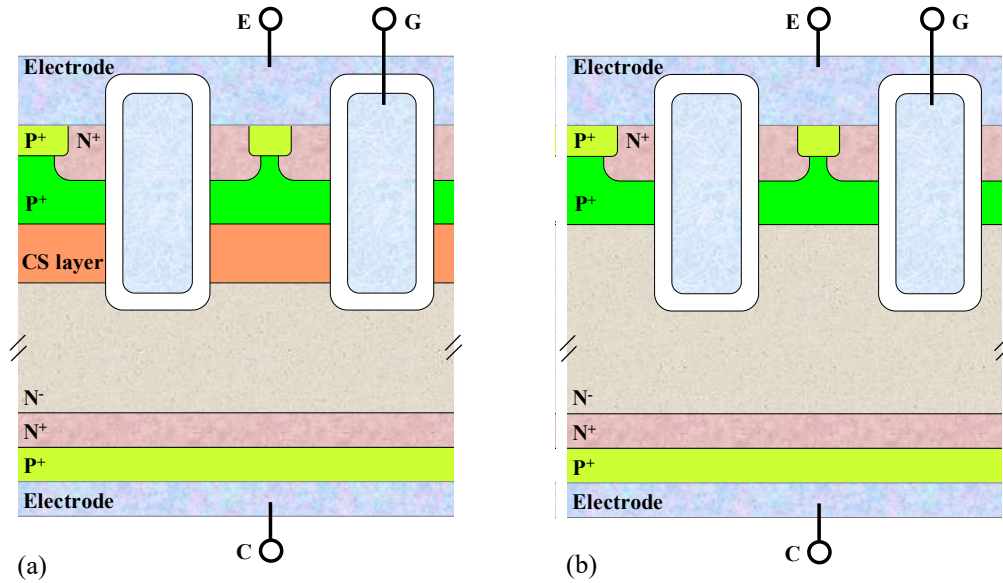 E G
Electrode
P+ N+
P+
CS layer
N-
N+
P+
Electrode
C
(a)
E G
Electrode
P+ N+
P+
N-
N+
P+
Electrode
C
(b)